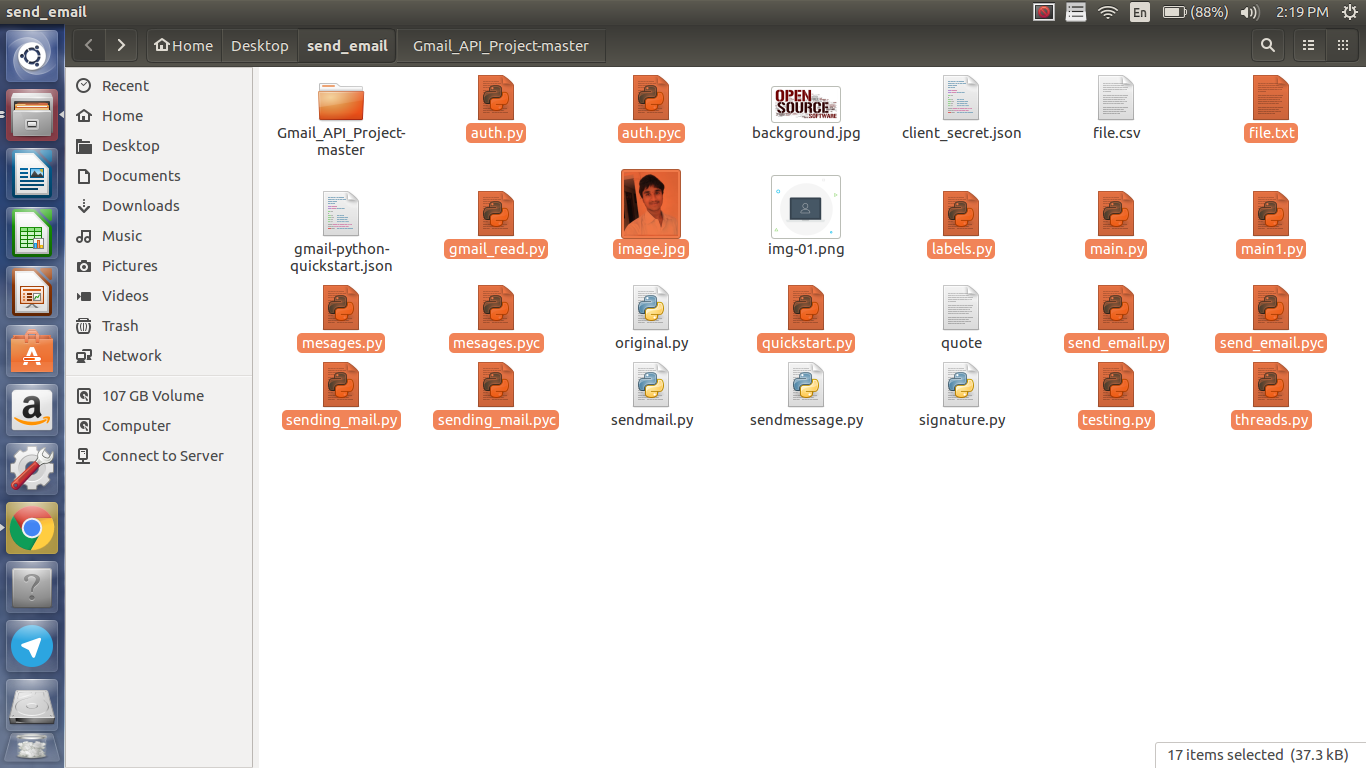 send_email
En
(88%)
2:19 PM
Home
Desktop
send_email
Gmail_API_Project-master
Recent
Home
Desktop
Documents
Downloads
Music
Pictures
Videos
Trash
Network
107 GB Volume
Computer
Connect to Server
Gmail_API_Project-
master
auth.py
auth.pyc
OPEN
SOURCE
SOFTWARE
background.jpg
client_secret.json
file.csv
file.txt
gmail-python-
quickstart.json
gmail_read.py
image.jpg
img-01.png
labels.py
main.py
main1.py
mesages.py
mesages.pyc
original.py
quickstart.py
quote
send_email.py
send_email.pyc
sending_mail.py
sending_mail.pyc
sendmail.py
sendmessage.py
signature.py
testing.py
threads.py
17 items selected (37.3 kB)